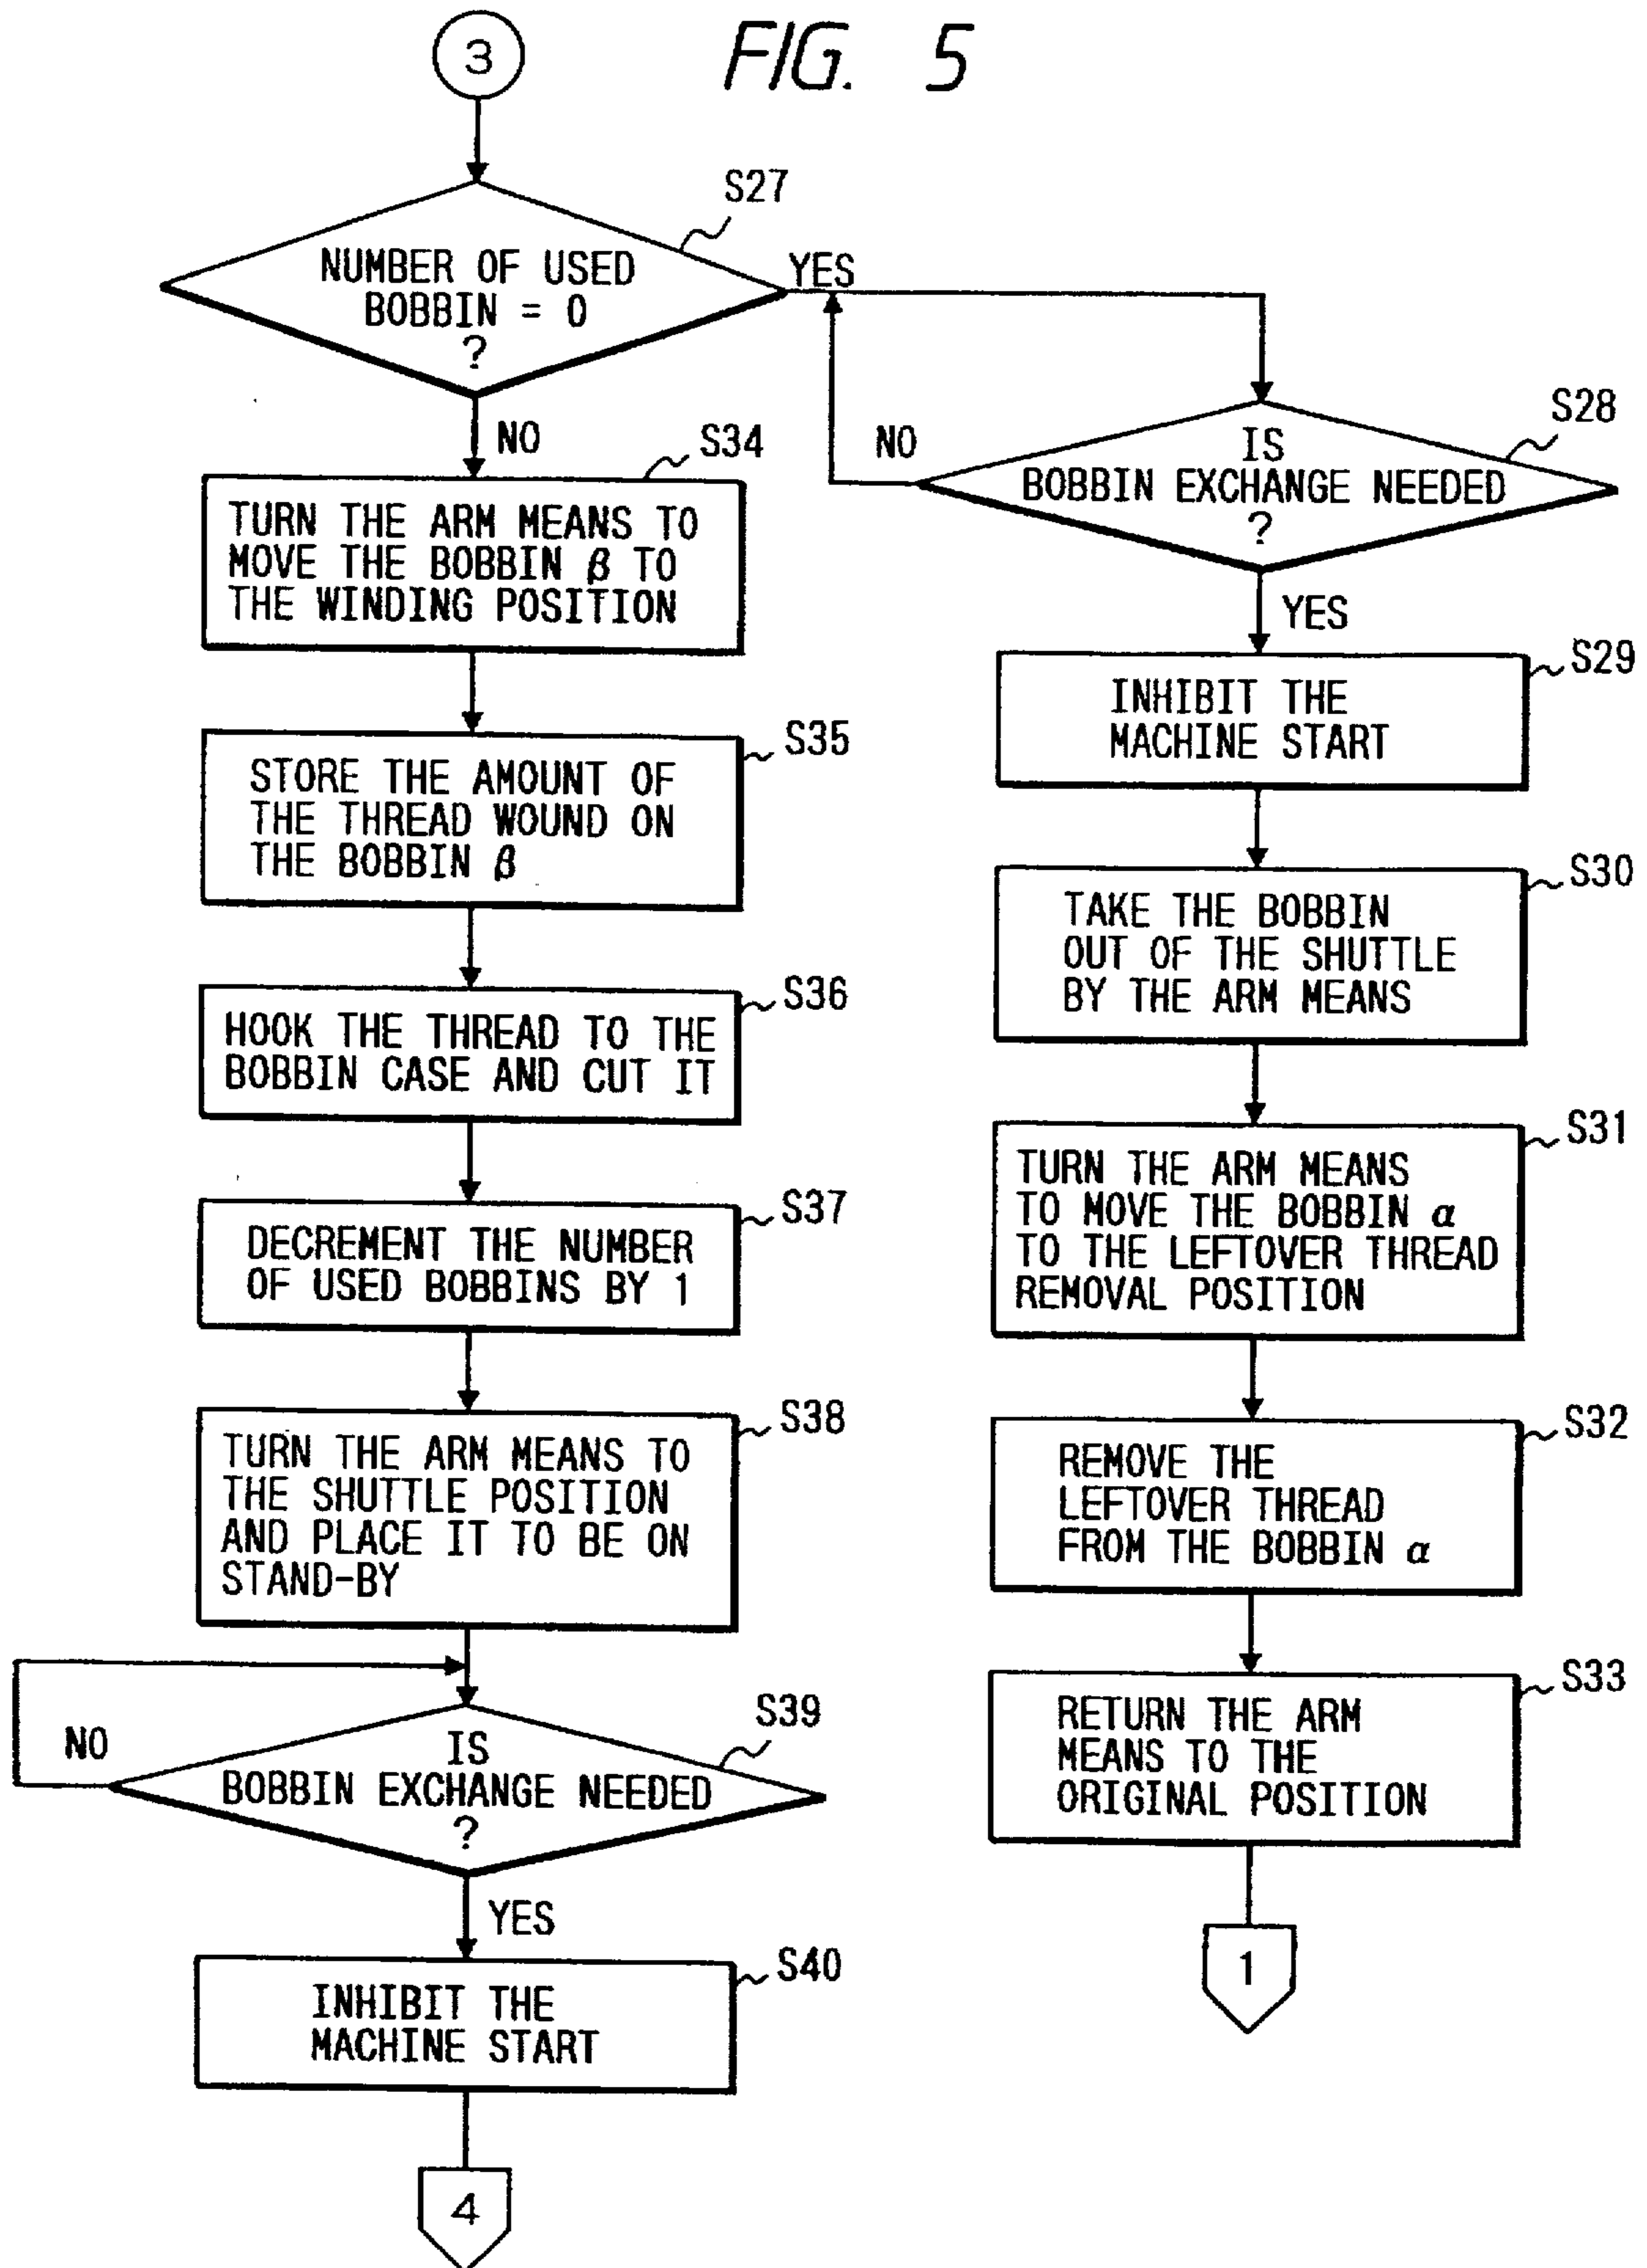 FIG. 5
3
S27
NUMBER OF USED
BOBBIN = 0
?
YES
NO
S28
IS
BOBBIN EXCHANGE NEEDED
?
NO
YES
S29
INHIBIT THE
MACHINE START
S30
TAKE THE BOBBIN
OUT OF THE SHUTTLE
BY THE ARM MEANS
S31
TURN THE ARM MEANS
TO MOVE THE BOBBIN α
TO THE LEFTOVER THREAD
REMOVAL POSITION
S32
REMOVE THE
LEFTOVER THREAD
FROM THE BOBBIN α
S33
RETURN THE ARM
MEANS TO THE
ORIGINAL POSITION
1
S34
TURN THE ARM MEANS TO
MOVE THE BOBBIN β TO
THE WINDING POSITION
S35
STORE THE AMOUNT OF
THE THREAD WOUND ON
THE BOBBIN β
S36
HOOK THE THREAD TO THE
BOBBIN CASE AND CUT IT
S37
DECREMENT THE NUMBER
OF USED BOBBINS BY 1
S38
TURN THE ARM MEANS TO
THE SHUTTLE POSITION
AND PLACE IT TO BE ON
STAND-BY
S39
IS
BOBBIN EXCHANGE NEEDED
?
NO
YES
S40
INHIBIT THE
MACHINE START
4